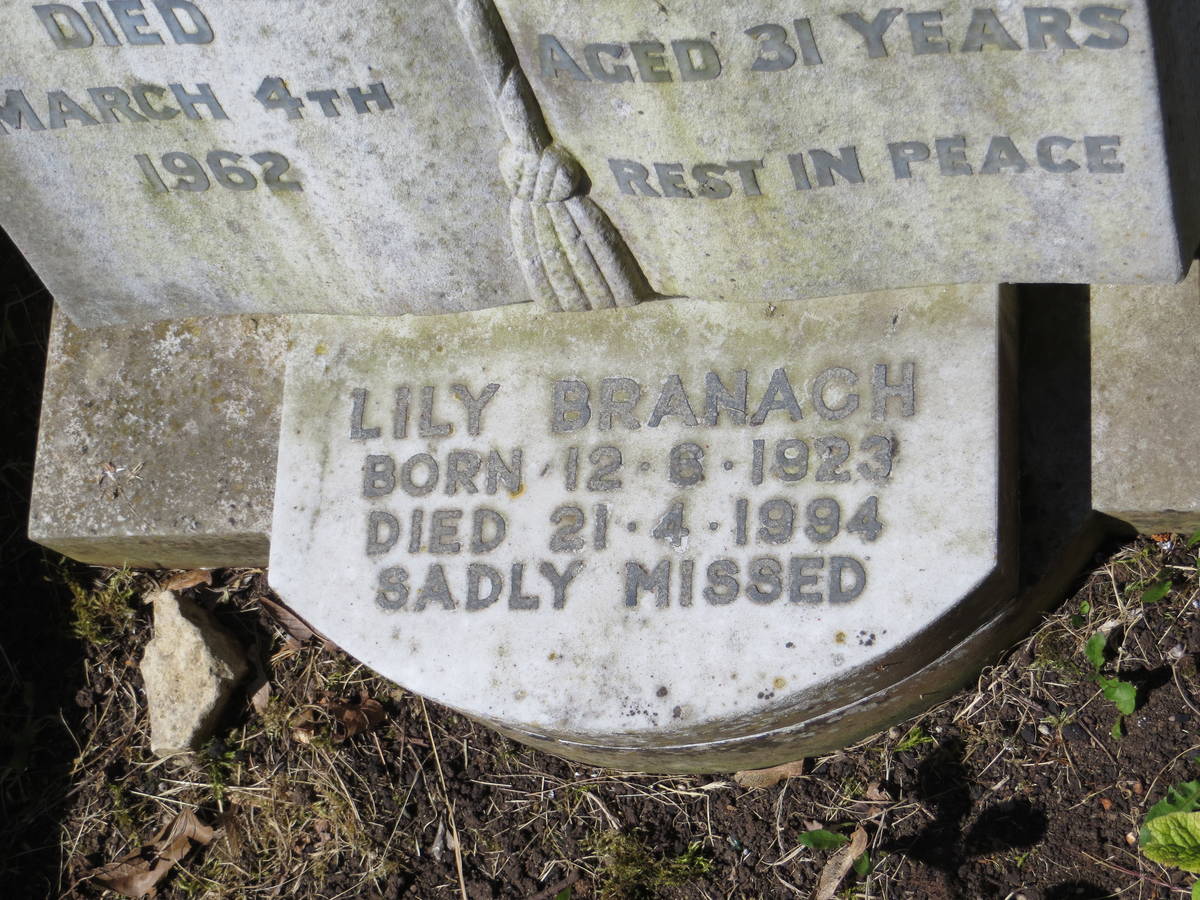 DIED
MARCH 4TH
1962
AGED 31 YEARS
REST IN PEACE
LILY BRANAGH
BORN 12·6·1923
DIED 21·4·1994
SADLY MISSED